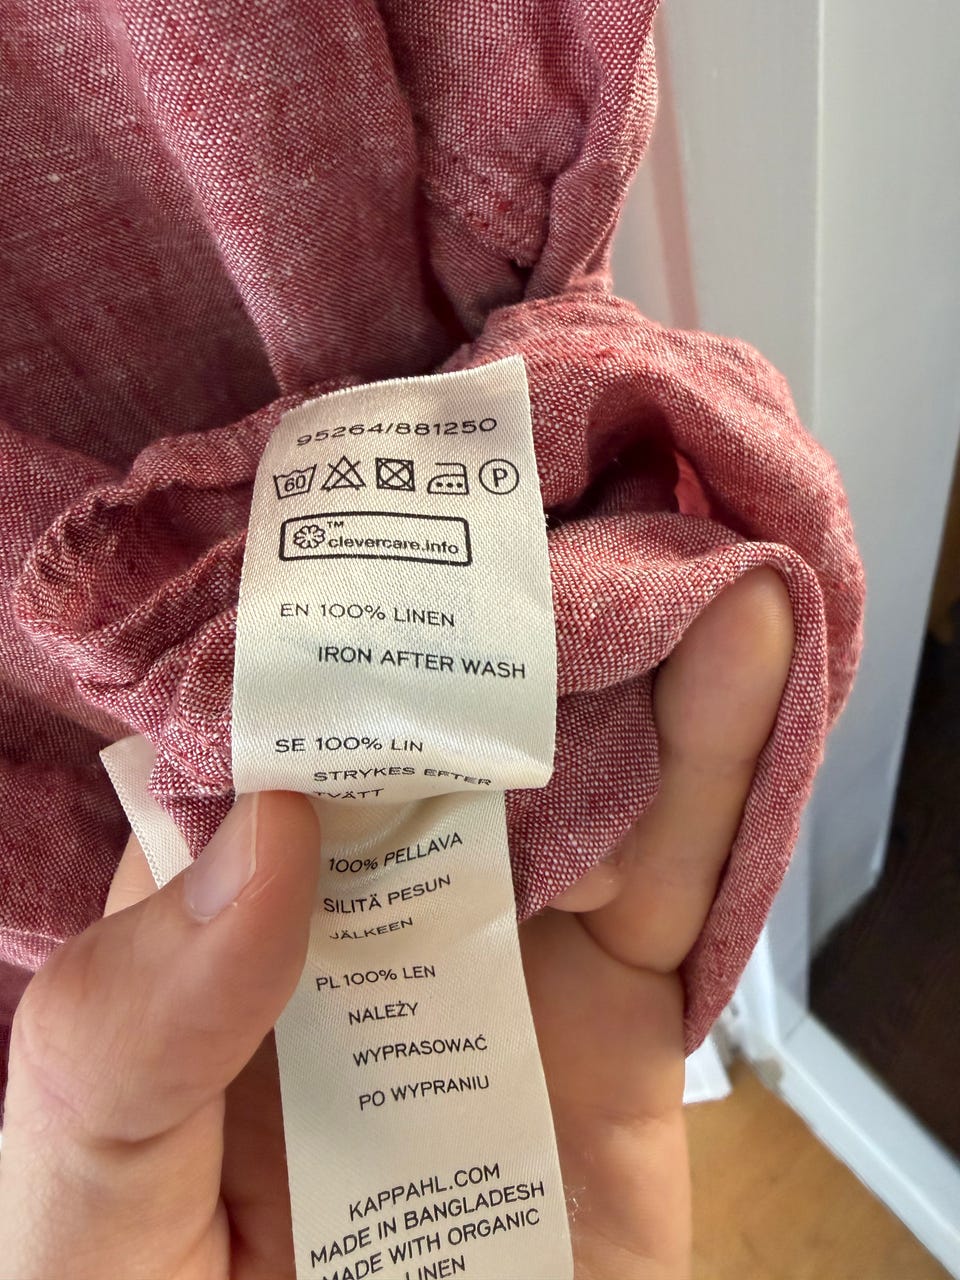 95264/881250
60 P
™
clevercare.info
EN 100% LINEN
IRON AFTER WASH
SE 100% LIN
STRYKES EFTER
TVÄTT
100% PELLAVA
SILITÄ PESUN
JÄLKEEN
PL 100% LEN
NALEŻY
WYPRASOWAĆ
PO WYPRANIU
KAPPAHL.COM
MADE IN BANGLADESH
MADE WITH ORGANIC
LINEN